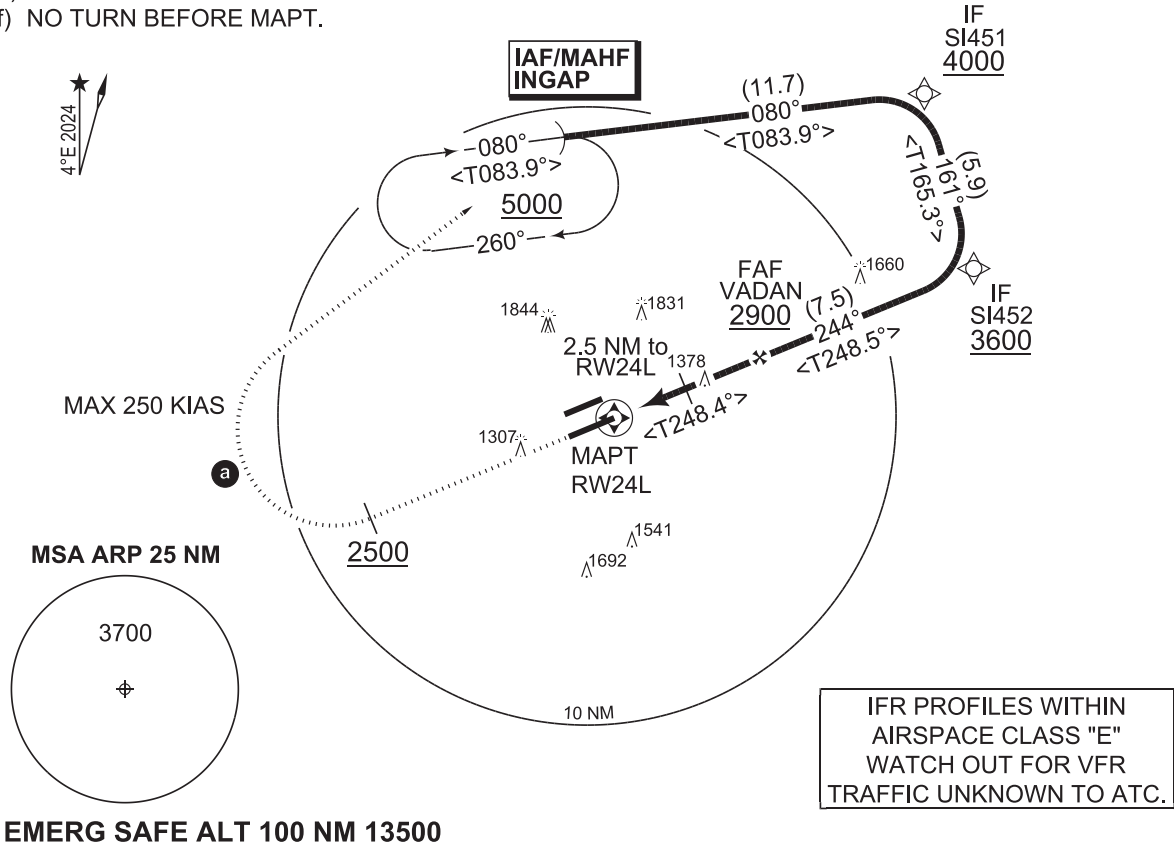 f) NO TURN BEFORE MAPT.
4°E 2024
IAF/MAHF
INGAP
IF
SI451
4000
(11.7)
080°
<T083.9°>
080°
<T083.9°>
5000
260°
(5.9)
161°
<T165.3°>
1660
FAF
VADAN
2900
(7.5)
244°
<T248.5°>
IF
SI452
3600
1844
1831
2.5 NM to
RW24L
1378
<T248.4°>
MAX 250 KIAS
1307
MAPT
RW24L
a
2500
1541
1692
MSA ARP 25 NM
3700
10 NM
IFR PROFILES WITHIN
AIRSPACE CLASS "E"
WATCH OUT FOR VFR
TRAFFIC UNKNOWN TO ATC.
EMERG SAFE ALT 100 NM 13500